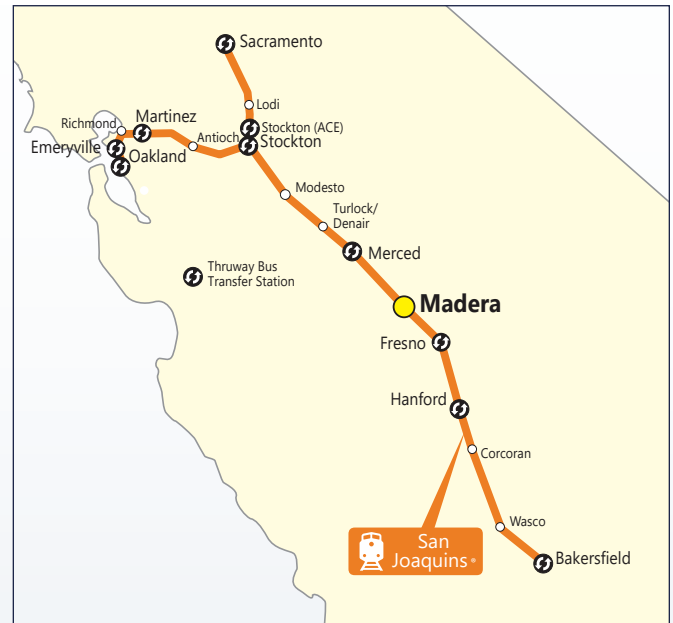 Sacramento
Lodi
Richmond
Martinez
Stockton (ACE)
Antioch
Stockton
Emeryville
Oakland
Modesto
Turlock/
Denair
Merced
Thruway Bus
Transfer Station
Madera
Fresno
Hanford
Corcoran
Wasco
San
Joaquins
Bakersfield